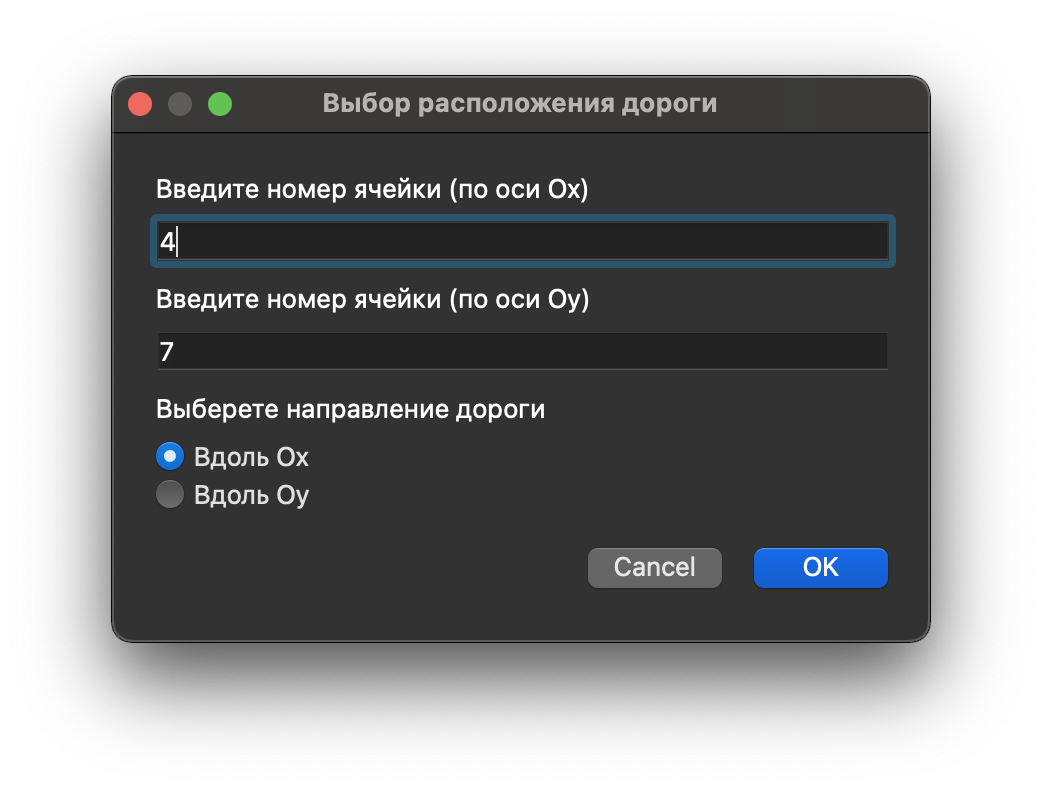 Выбор расположения дороги
Введите номер ячейки (по оси Ox)
4
Введите номер ячейки (по оси Oy)
7
Выберете направление дороги
Вдоль Ox
Вдоль Oy
Cancel OK